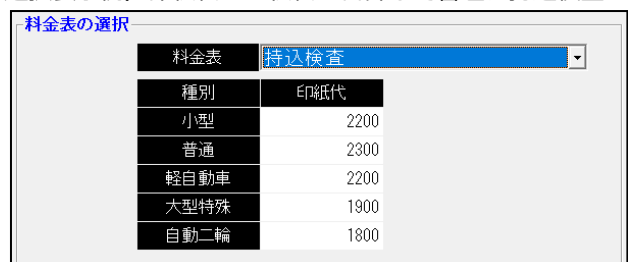 料金表の選択
料金表 持込検査
種別 印紙代
小型 2200
普通 2300
軽自動車 2200
大型特殊 1900
自動二輪 1800